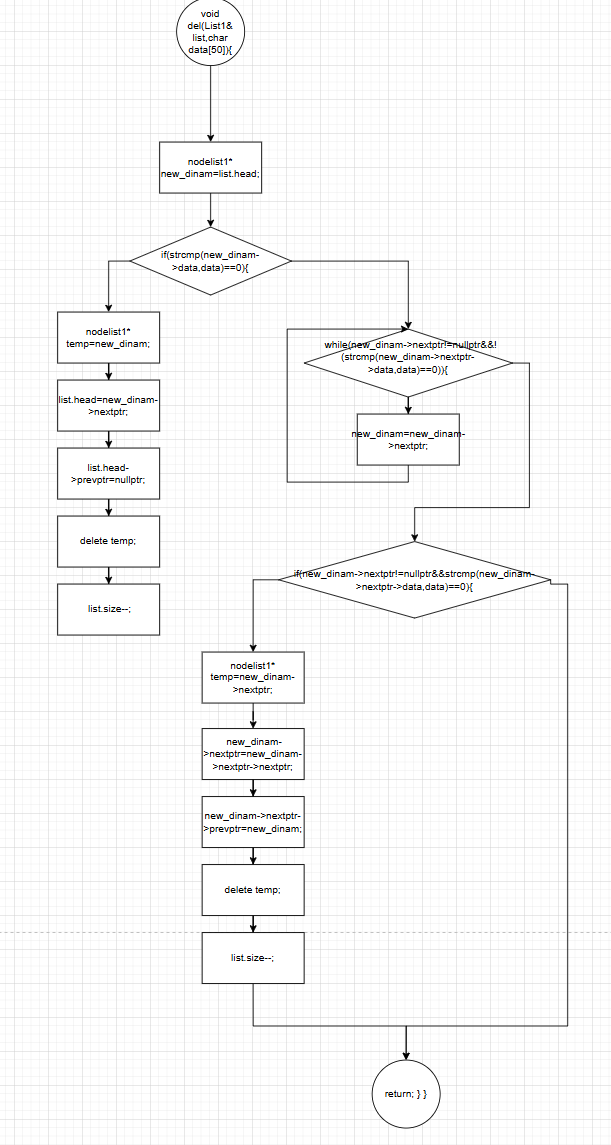 void
del(List1&
list,char
data[50]){
nodelist1*
new_dinam=list.head;
if(strcmp(new_dinam-
>data,data)==0){
nodelist1*
temp=new_dinam;
list.head=new_dinam-
>nextptr;
list.head-
>prevptr=nullptr;
delete temp;
list.size--;
while(new_dinam->nextptr!=nullptr&&!
(strcmp(new_dinam->nextptr-
>data,data)==0)){
new_dinam=new_dinam-
>nextptr;
if(new_dinam->nextptr!=nullptr&&strcmp(new_dinam-
>nextptr->data,data)==0){
nodelist1*
temp=new_dinam-
>nextptr;
new_dinam-
>nextptr=new_dinam-
>nextptr->nextptr;
new_dinam->nextptr-
>prevptr=new_dinam;
delete temp;
list.size--;
return; } }